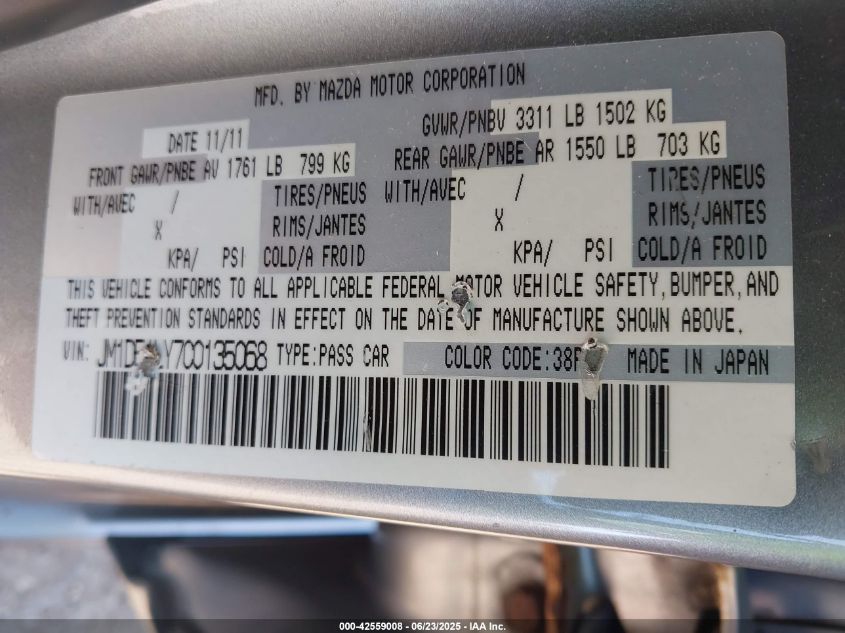 MFD. BY MAZDA MOTOR CORPORATION
DATE 11/11 GVWR/PNBV 3311 LB 1502 KG
FRONT GAWR/PNBE AV 1761 LB 799 KG REAR GAWR/PNBE AR 1550 LB 703 KG
WITH/AVEC / TIRES/PNEUS WITH/AVEC / TIRES/PNEUS
X RIMS/JANTES X RIMS/JANTES
KPA/ PSI COLD/A FROID KPA/ PSI COLD/A FROID
THIS VEHICLE CONFORMS TO ALL APPLICABLE FEDERAL MOTOR VEHICLE SAFETY, BUMPER, AND
THEFT PREVENTION STANDARDS IN EFFECT ON THE DATE OF MANUFACTURE SHOWN ABOVE.
VIN: TYPE:PASS CAR COLOR CODE: MADE IN JAPAN
000-42559008 - 06/23/2025 - IAA Inc.